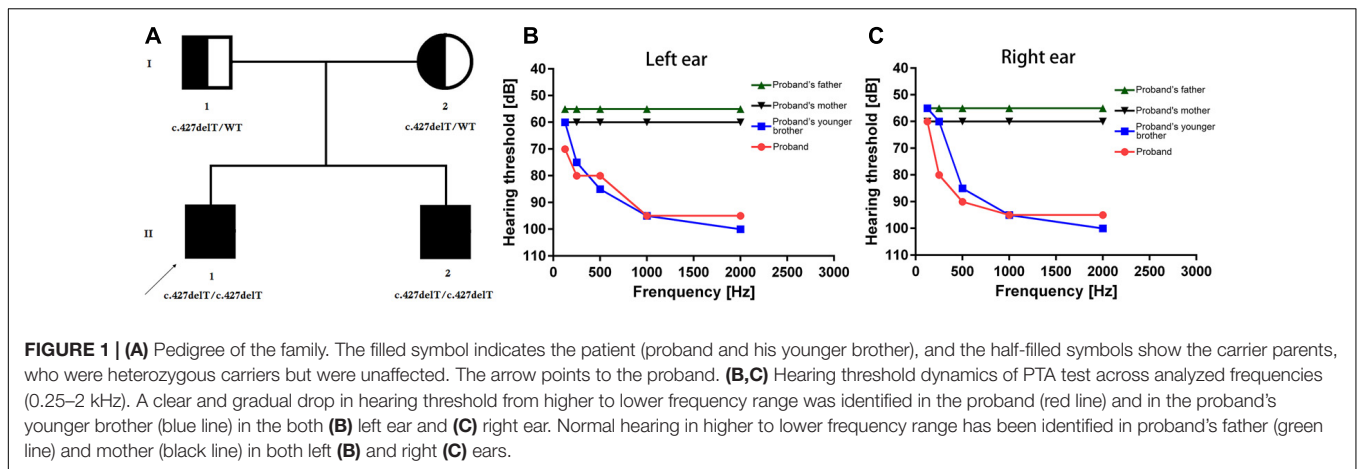 A
I
1
2
c.427delT/WT
c.427delT/WT
II
1
2
c.427delT/c.427delT
c.427delT/c.427delT
B
Left ear
Hearing threshold [dB]
40
50
60
70
80
90
100
110
0
500
1000
1500
2000
2500
3000
Frenquency [Hz]
Proband's father
Proband's mother
Proband's younger
brother
Proband
C
Right ear
Hearing threshold [dB]
40
50
60
70
80
90
100
110
0
500
1000
1500
2000
2500
3000
Frenquency [Hz]
Proband's father
Proband's mother
Proband's younger
brother
Proband
FIGURE 1 | (A) Pedigree of the family. The filled symbol indicates the patient (proband and his younger brother), and the half-filled symbols show the carrier parents,
who were heterozygous carriers but were unaffected. The arrow points to the proband. (B,C) Hearing threshold dynamics of PTA test across analyzed frequencies
(0.25–2 kHz). A clear and gradual drop in hearing threshold from higher to lower frequency range was identified in the proband (red line) and in the proband's
younger brother (blue line) in the both (B) left ear and (C) right ear. Normal hearing in higher to lower frequency range has been identified in proband's father (green
line) and mother (black line) in both left (B) and right (C) ears.